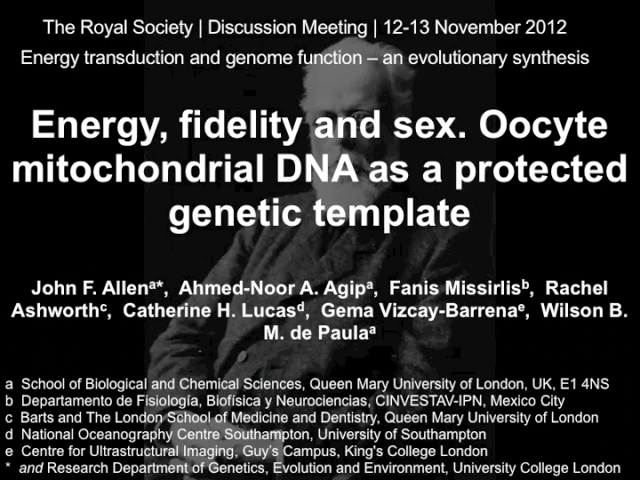 The Royal Society | Discussion Meeting | 12-13 November 2012
Energy transduction and genome function – an evolutionary synthesis
Energy, fidelity and sex. Oocyte
mitochondrial DNA as a protected
genetic template
John F. Allenᵃ*, Ahmed-Noor A. Agipᵃ, Fanis Missirlisᵇ, Rachel
Ashworthᶜ, Catherine H. Lucasᵈ, Gema Vizcay-Barrenaᵉ, Wilson B.
M. de Paulaᵃ
a School of Biological and Chemical Sciences, Queen Mary University of London, UK, E1 4NS
b Departamento de Fisiología, Biofísica y Neurociencias, CINVESTAV-IPN, Mexico City
c Barts and The London School of Medicine and Dentistry, Queen Mary University of London
d National Oceanography Centre Southampton, University of Southampton
e Centre for Ultrastructural Imaging, Guy's Campus, King's College London
* and Research Department of Genetics, Evolution and Environment, University College London